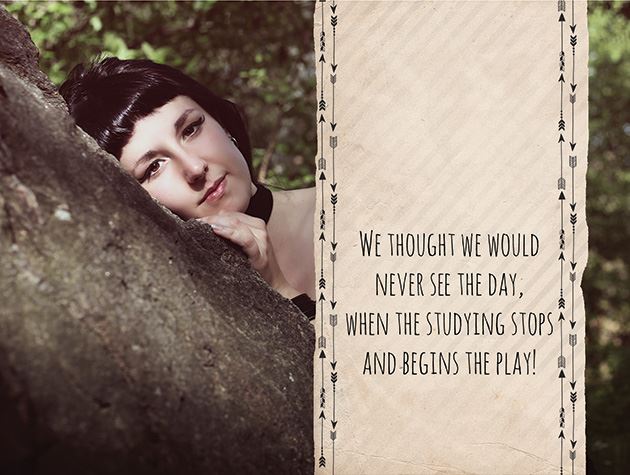 We thought we would
never see the day,
when the studying stops
and begins the play!